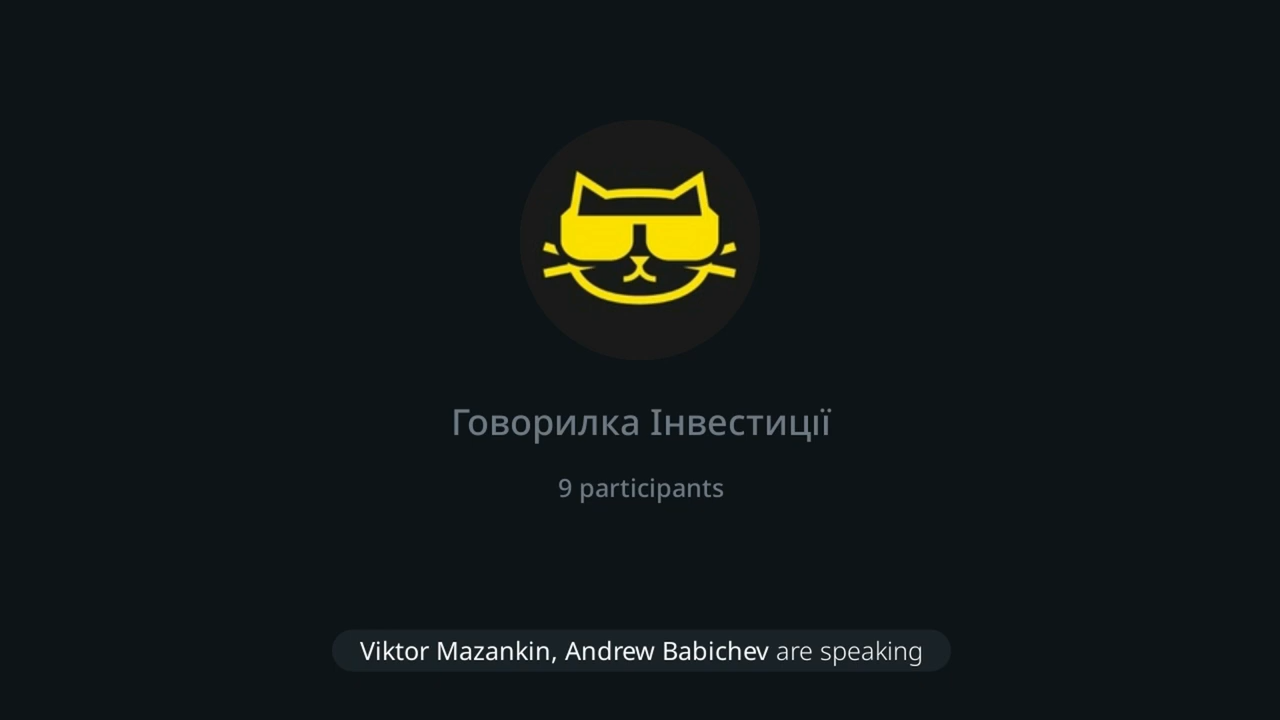 Говорилка Інвестиції
9 participants
Viktor Mazankin, Andrew Babichev are speaking